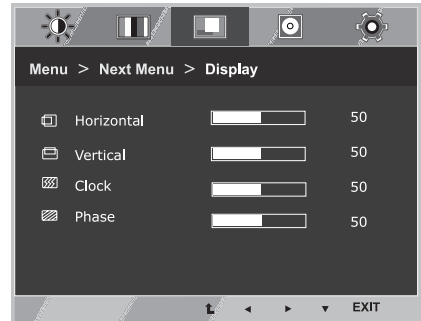 Menu > Next Menu > Display
Horizontal 50
Vertical 50
Clock 50
Phase 50
EXIT